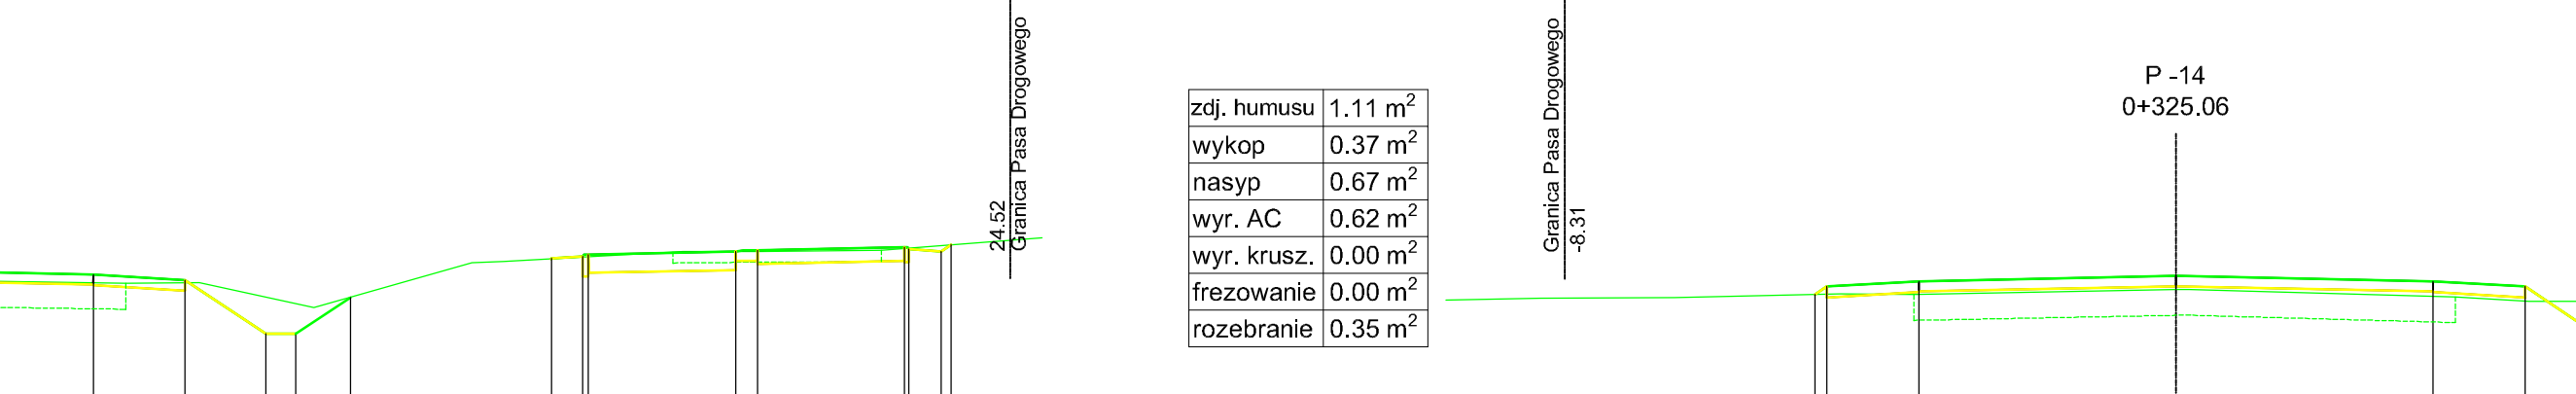 24.52
Granica Pasa Drogowego
zdj. humusu 1.11 m²
wykop 0.37 m²
nasyp 0.67 m²
wyr. AC 0.62 m²
wyr. krusz. 0.00 m²
frezowanie 0.00 m²
rozebranie 0.35 m²
Granica Pasa Drogowego
-8.31
P -14
0+325.06